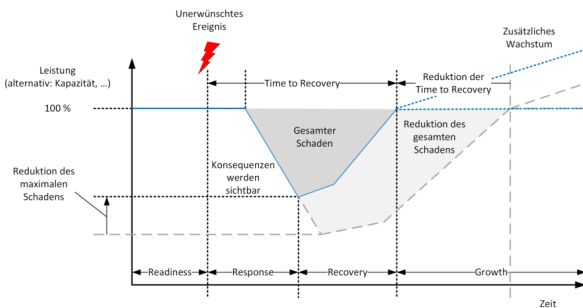 Unerwünschtes
Ereignis
Zusätzliches
Wachstum
Leistung
(alternativ: Kapazität, ...)
Time to Recovery
Reduktion der
Time to Recovery
100 %
Gesamter
Schaden
Reduktion des
gesamten
Schadens
Konsequenzen
werden
sichtbar
Reduktion des
maximalen
Schadens
Readiness
Response
Recovery
Growth
Zeit